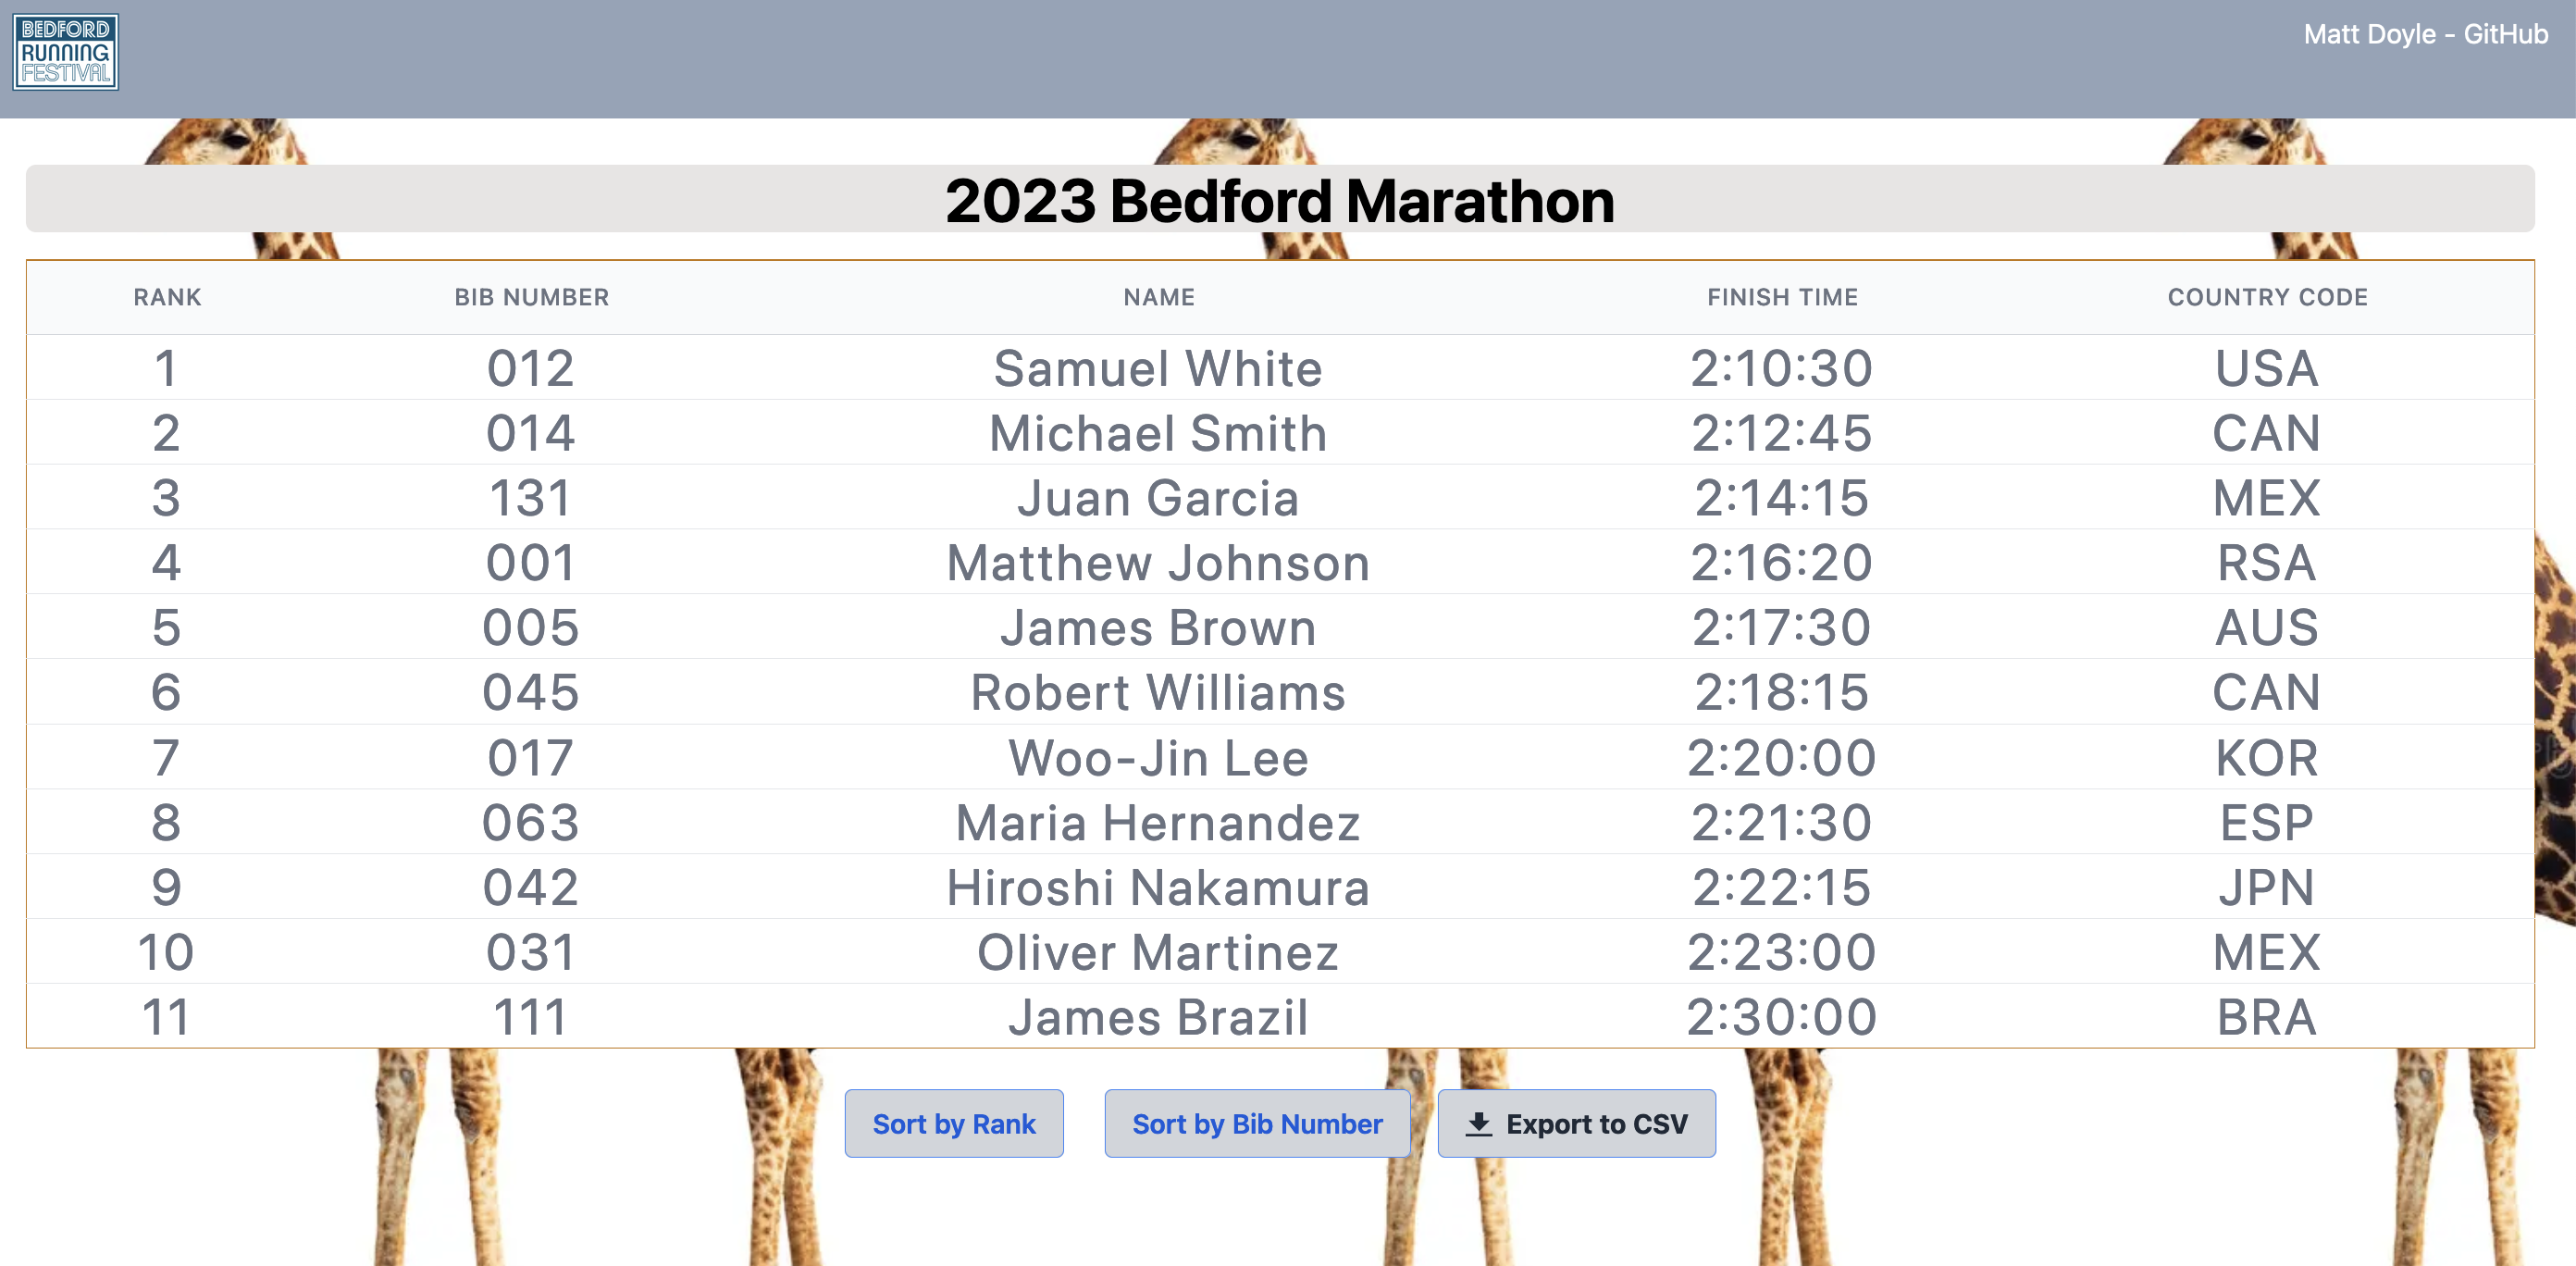 BEDFORD
RUNNING
FESTIVAL
Matt Doyle - GitHub
2023 Bedford Marathon
RANK BIB NUMBER NAME FINISH TIME COUNTRY CODE
1 012 Samuel White 2:10:30 USA
2 014 Michael Smith 2:12:45 CAN
3 131 Juan Garcia 2:14:15 MEX
4 001 Matthew Johnson 2:16:20 RSA
5 005 James Brown 2:17:30 AUS
6 045 Robert Williams 2:18:15 CAN
7 017 Woo-Jin Lee 2:20:00 KOR
8 063 Maria Hernandez 2:21:30 ESP
9 042 Hiroshi Nakamura 2:22:15 JPN
10 031 Oliver Martinez 2:23:00 MEX
11 111 James Brazil 2:30:00 BRA
Sort by Rank Sort by Bib Number Export to CSV